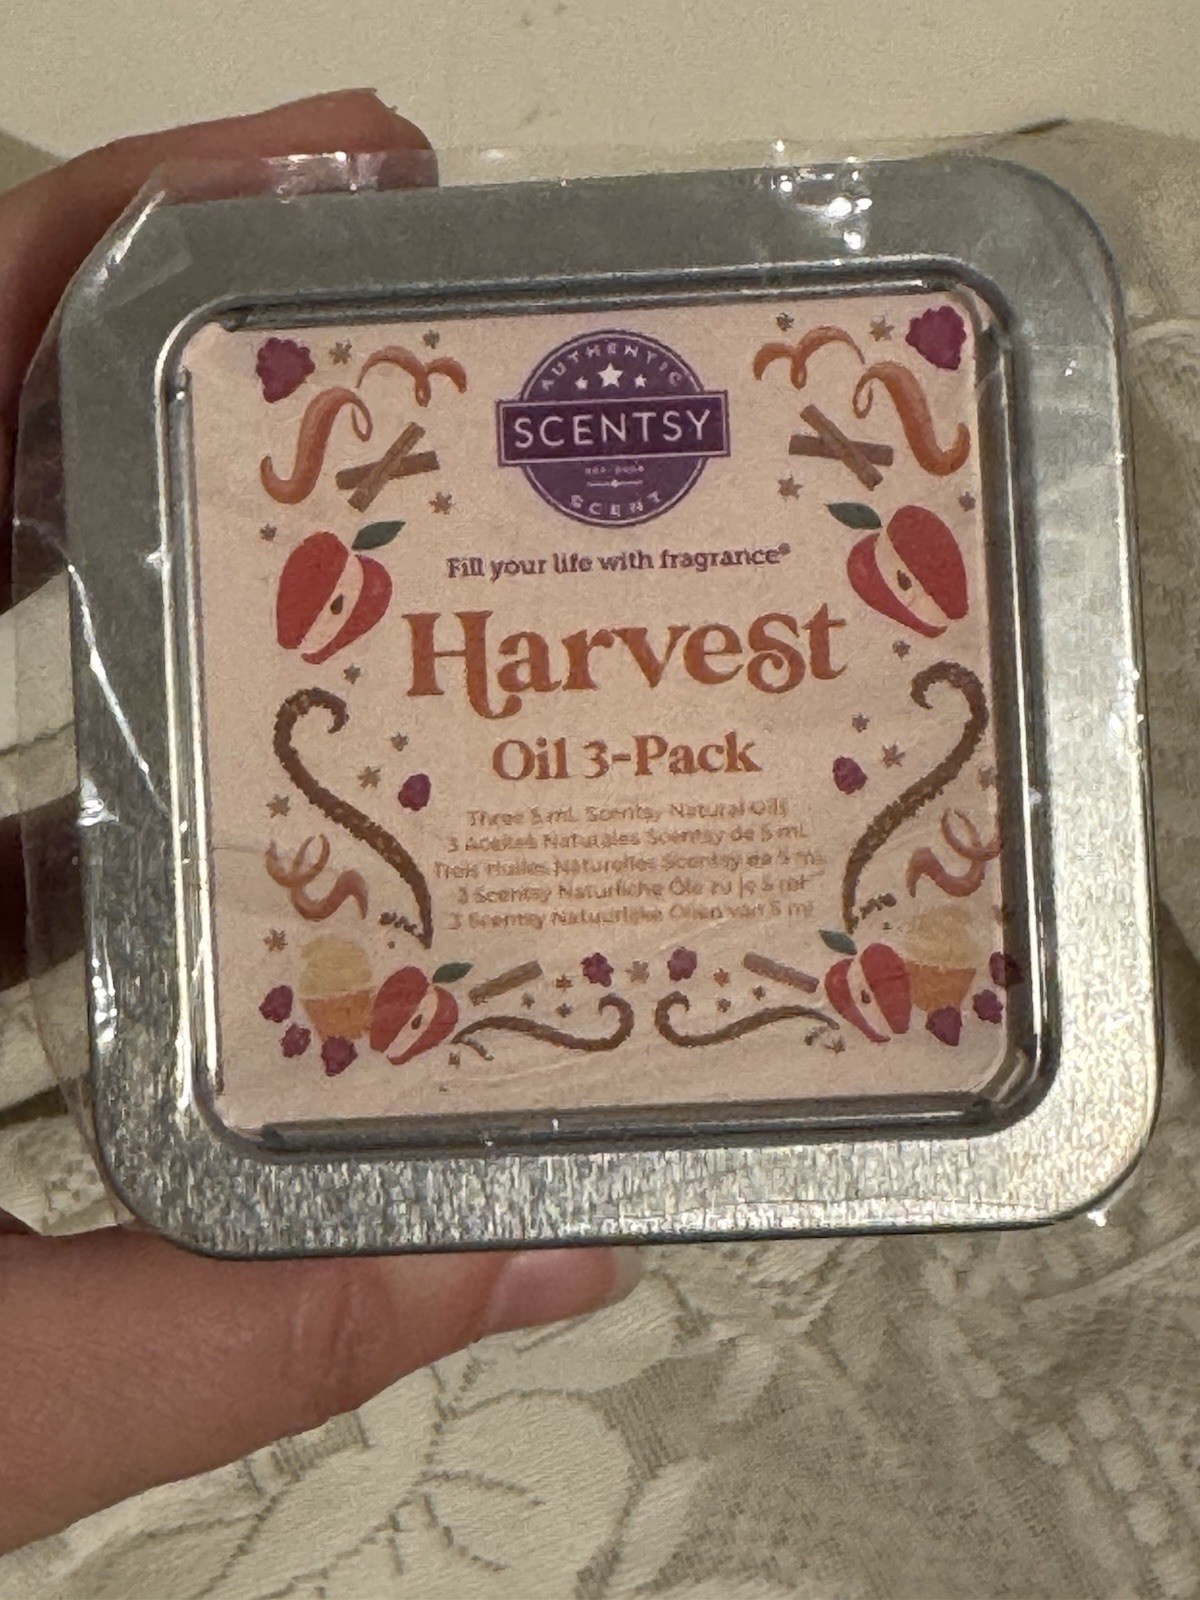 AUTHENTIC
SCENTSY
SCENT
Fill your life with fragrance®
Harvest
Oil 3-Pack
Three 5 mL Scentsy Natural Oils
3 Aceites Naturales Scentsy de 5 mL
Trois Huiles Naturelles Scentsy de 5 mL
3 Scentsy Natürliche Öle zu je 5 ml
3 Scentsy Natuurlijke Oliën van 5 ml